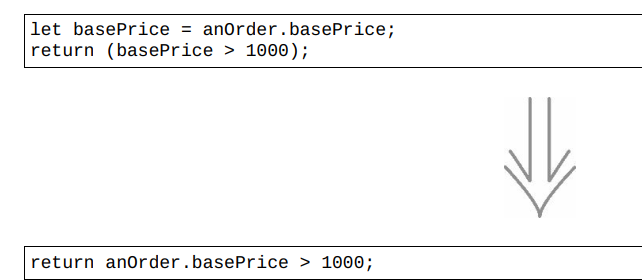 let basePrice = anOrder.basePrice;
return (basePrice > 1000);
return anOrder.basePrice > 1000;